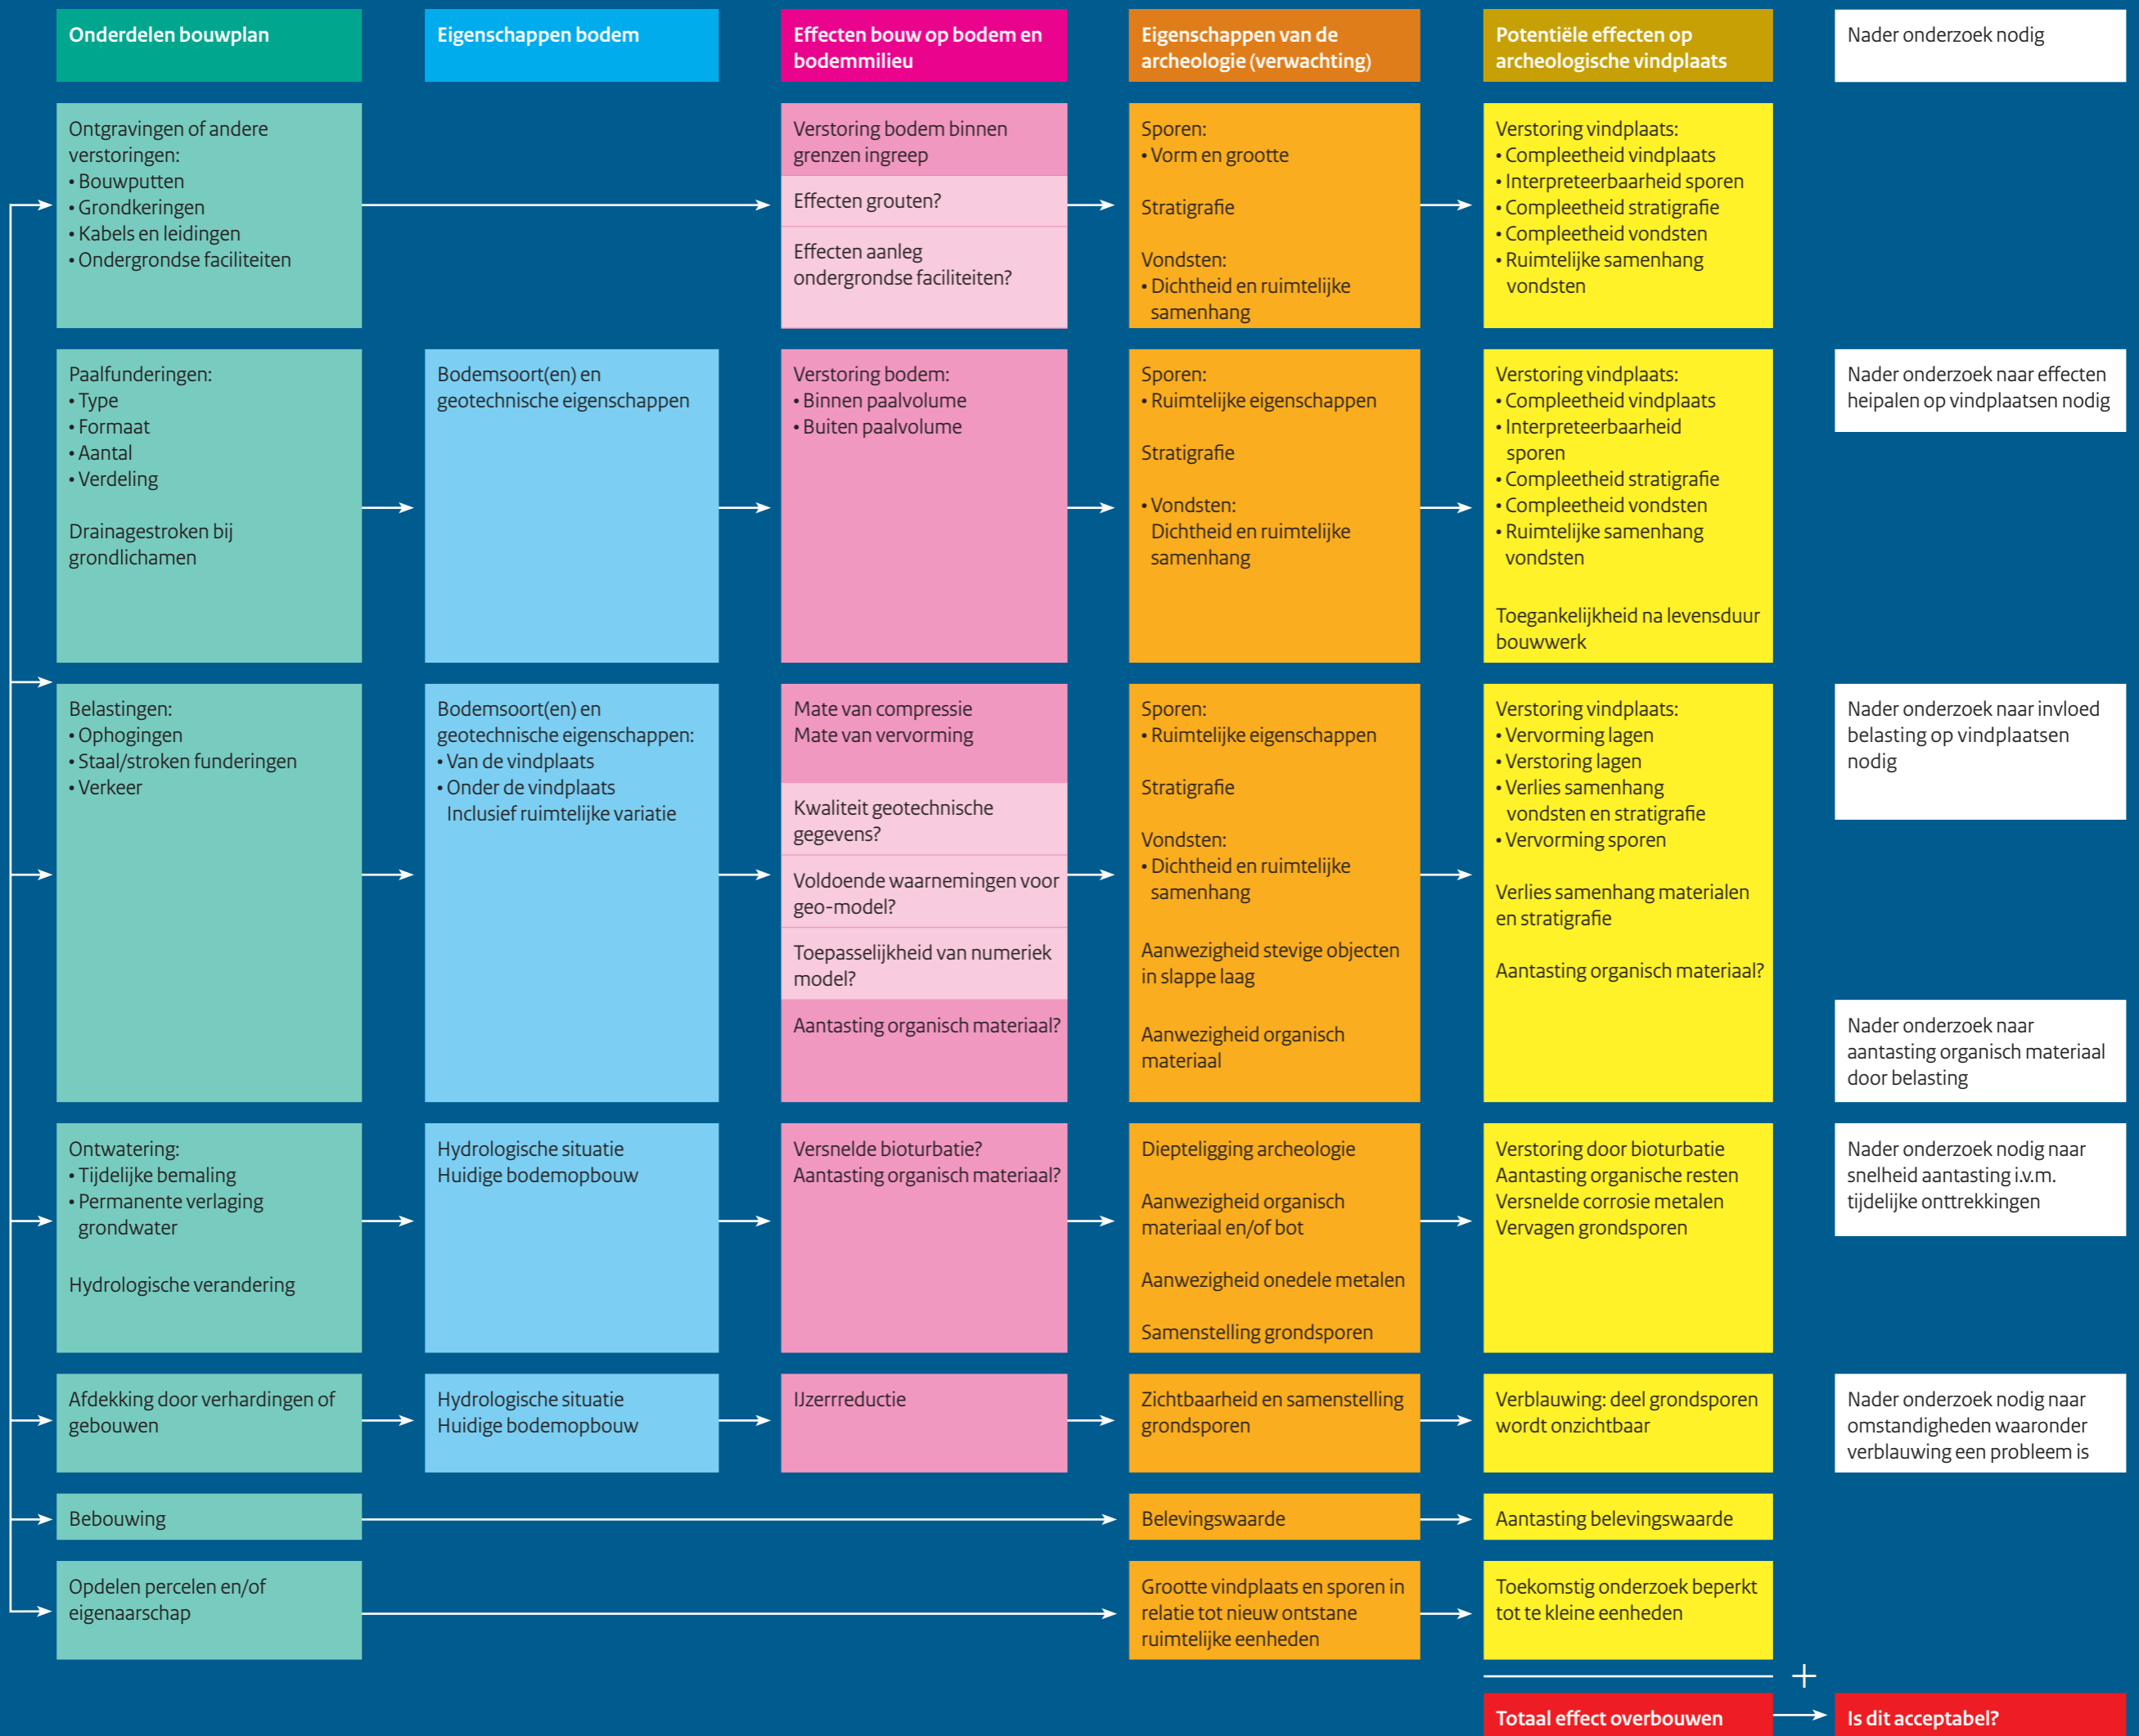 Onderdelen bouwplan
Eigenschappen bodem
Effecten bouw op bodem en
bodemmilieu
Eigenschappen van de
archeologie (verwachting)
Potentiële effecten op
archeologische vindplaats
Nader onderzoek nodig
Ontgravingen of andere
verstoringen:
• Bouwputten
• Grondkeringen
• Kabels en leidingen
• Ondergrondse faciliteiten
Verstoring bodem binnen
grenzen ingreep
Effecten grouten?
Effecten aanleg
ondergrondse faciliteiten?
Sporen:
• Vorm en grootte
Stratigrafie
Vondsten:
• Dichtheid en ruimtelijke
samenhang
Verstoring vindplaats:
• Compleetheid vindplaats
• Interpreteerbaarheid sporen
• Compleetheid stratigrafie
• Compleetheid vondsten
• Ruimtelijke samenhang
vondsten
Paalfunderingen:
• Type
• Formaat
• Aantal
• Verdeling
Drainagestroken bij
grondlichamen
Bodemsoort(en) en
geotechnische eigenschappen
Verstoring bodem:
• Binnen paalvolume
• Buiten paalvolume
Sporen:
• Ruimtelijke eigenschappen
Stratigrafie
• Vondsten:
Dichtheid en ruimtelijke
samenhang
Verstoring vindplaats:
• Compleetheid vindplaats
• Interpreteerbaarheid
sporen
• Compleetheid stratigrafie
• Compleetheid vondsten
• Ruimtelijke samenhang
vondsten
Toegankelijkheid na levensduur
bouwwerk
Nader onderzoek naar effecten
heipalen op vindplaatsen nodig
Belastingen:
• Ophogingen
• Staal/stroken funderingen
• Verkeer
Bodemsoort(en) en
geotechnische eigenschappen:
• Van de vindplaats
• Onder de vindplaats
Inclusief ruimtelijke variatie
Mate van compressie
Mate van vervorming
Kwaliteit geotechnische
gegevens?
Voldoende waarnemingen voor
geo-model?
Toepasselijkheid van numeriek
model?
Aantasting organisch materiaal?
Sporen:
• Ruimtelijke eigenschappen
Stratigrafie
Vondsten:
• Dichtheid en ruimtelijke
samenhang
Aanwezigheid stevige objecten
in slappe laag
Aanwezigheid organisch
materiaal
Verstoring vindplaats:
• Vervorming lagen
• Verstoring lagen
• Verlies samenhang
vondsten en stratigrafie
• Vervorming sporen
Verlies samenhang materialen
en stratigrafie
Aantasting organisch materiaal?
Nader onderzoek naar invloed
belasting op vindplaatsen
nodig
Nader onderzoek naar
aantasting organisch materiaal
door belasting
Ontwatering:
• Tijdelijke bemaling
• Permanente verlaging
grondwater
Hydrologische verandering
Hydrologische situatie
Huidige bodemopbouw
Versnelde bioturbatie?
Aantasting organisch materiaal?
Diepteligging archeologie
Aanwezigheid organisch
materiaal en/of bot
Aanwezigheid onedele metalen
Samenstelling grondsporen
Verstoring door bioturbatie
Aantasting organische resten
Versnelde corrosie metalen
Vervagen grondsporen
Nader onderzoek nodig naar
snelheid aantasting i.v.m.
tijdelijke onttrekkingen
Afdekking door verhardingen of
gebouwen
Hydrologische situatie
Huidige bodemopbouw
IJzerrreductie
Zichtbaarheid en samenstelling
grondsporen
Verblauwing: deel grondsporen
wordt onzichtbaar
Nader onderzoek nodig naar
omstandigheden waaronder
verblauwing een probleem is
Bebouwing
Belevingswaarde
Aantasting belevingswaarde
Opdelen percelen en/of
eigenaarschap
Grootte vindplaats en sporen in
relatie tot nieuw ontstane
ruimtelijke eenheden
Toekomstig onderzoek beperkt
tot te kleine eenheden
+
Totaal effect overbouwen
Is dit acceptabel?